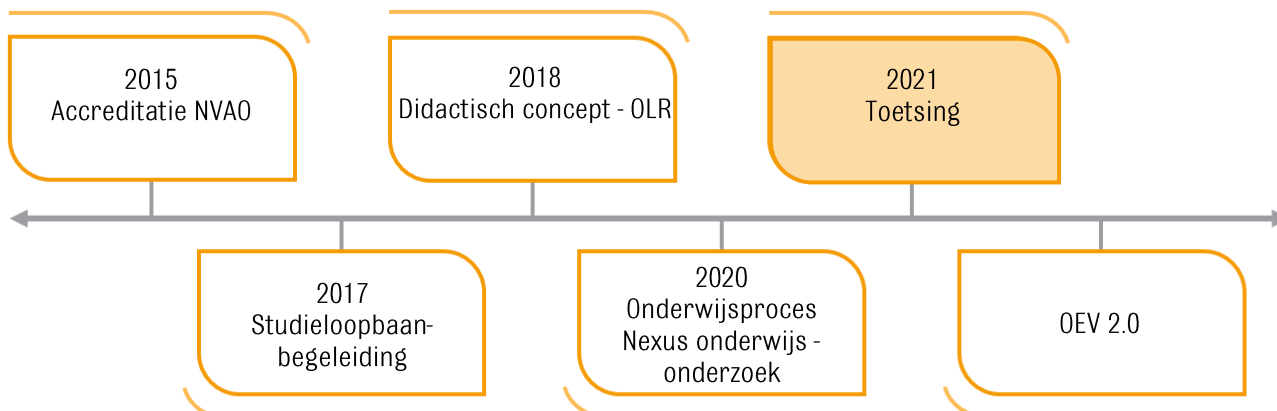 2015
Accreditatie NVAO
2017
Studieloopbaan-
begeleiding
2018
Didactisch concept - OLR
2020
Onderwijsproces
Nexus onderwijs -
onderzoek
2021
Toetsing
OEV 2.0